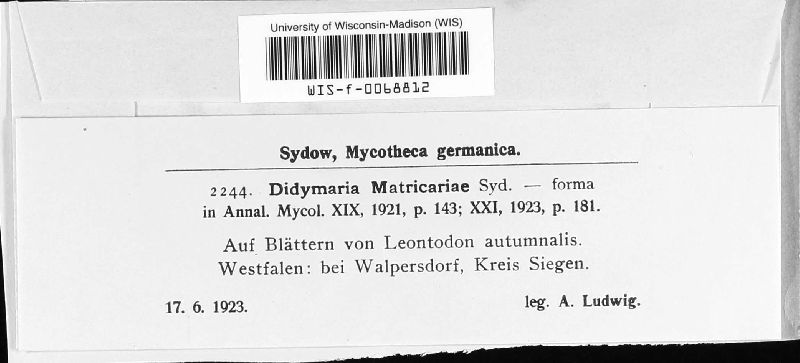 University of Wisconsin-Madison (WIS)
WIS-f-0068812
Sydow, Mycotheca germanica.
2244. Didymaria Matricariae Syd. — forma
in Annal. Mycol. XIX, 1921, p. 143; XXI, 1923, p. 181.
Auf Blättern von Leontodon autumnalis.
Westfalen: bei Walpersdorf, Kreis Siegen.
17. 6. 1923. leg. A. Ludwig.